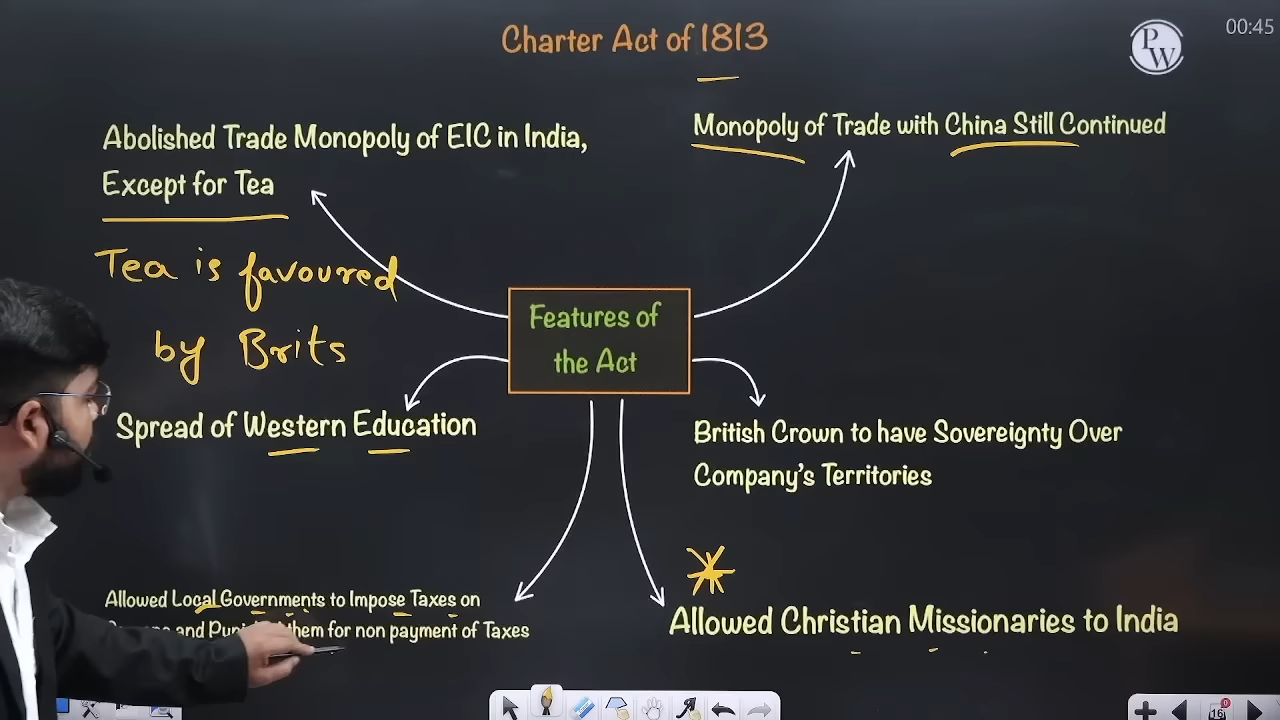 Charter Act of 1813
PW
00:45
Abolished Trade Monopoly of EIC in India,
Except for Tea
Tea is favoured
by Brits
Monopoly of Trade with China Still Continued
Features of
the Act
Spread of Western Education
British Crown to have Sovereignty Over
Company's Territories
Allowed Local Governments to Impose Taxes on
and them for non payment of Taxes
Allowed Christian Missionaries to India